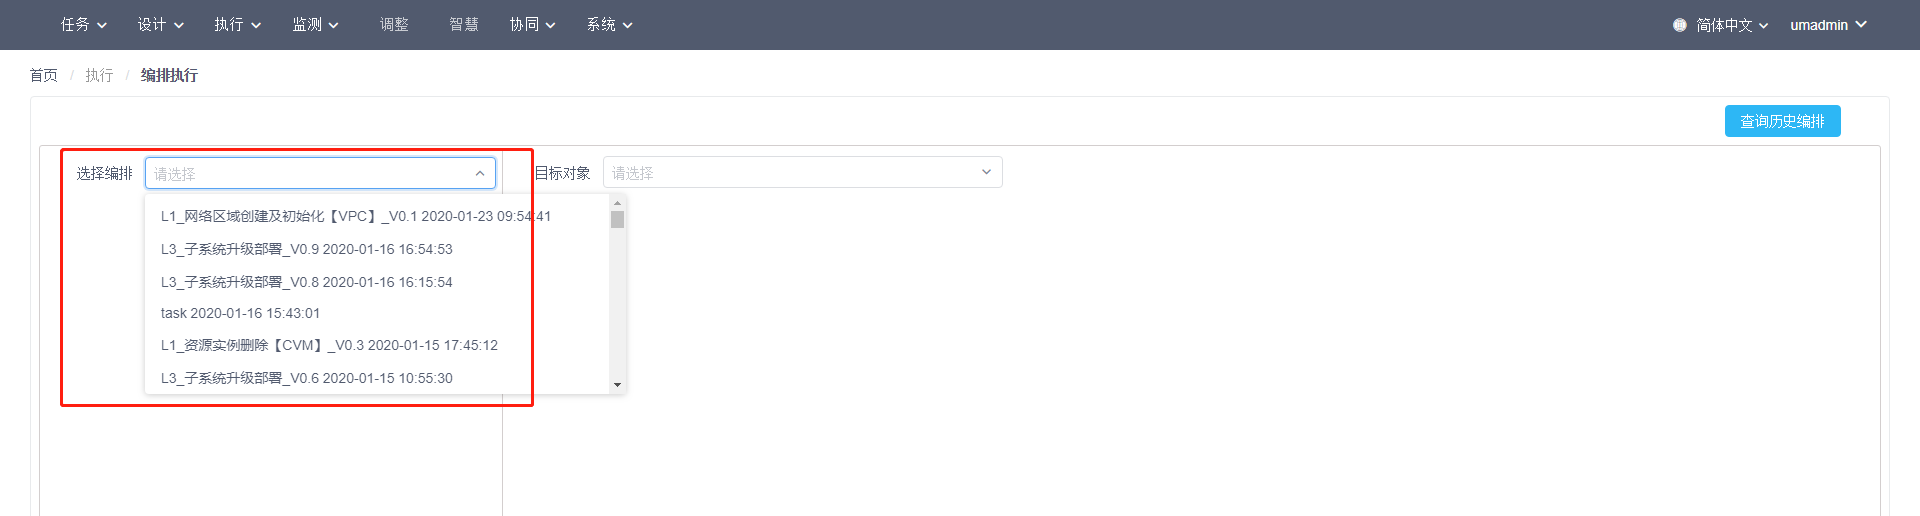 任务 设计 执行 监测 调整 智慧 协同 系统 简体中文 umadmin
首页 / 执行 / 编排执行
查询历史编排
选择编排 请选择 目标对象 请选择
L1_网络区域创建及初始化【VPC】_V0.1 2020-01-23 09:54:41
L3_子系统升级部署_V0.9 2020-01-16 16:54:53
L3_子系统升级部署_V0.8 2020-01-16 16:15:54
task 2020-01-16 15:43:01
L1_资源实例删除【CVM】_V0.3 2020-01-15 17:45:12
L3_子系统升级部署_V0.6 2020-01-15 10:55:30